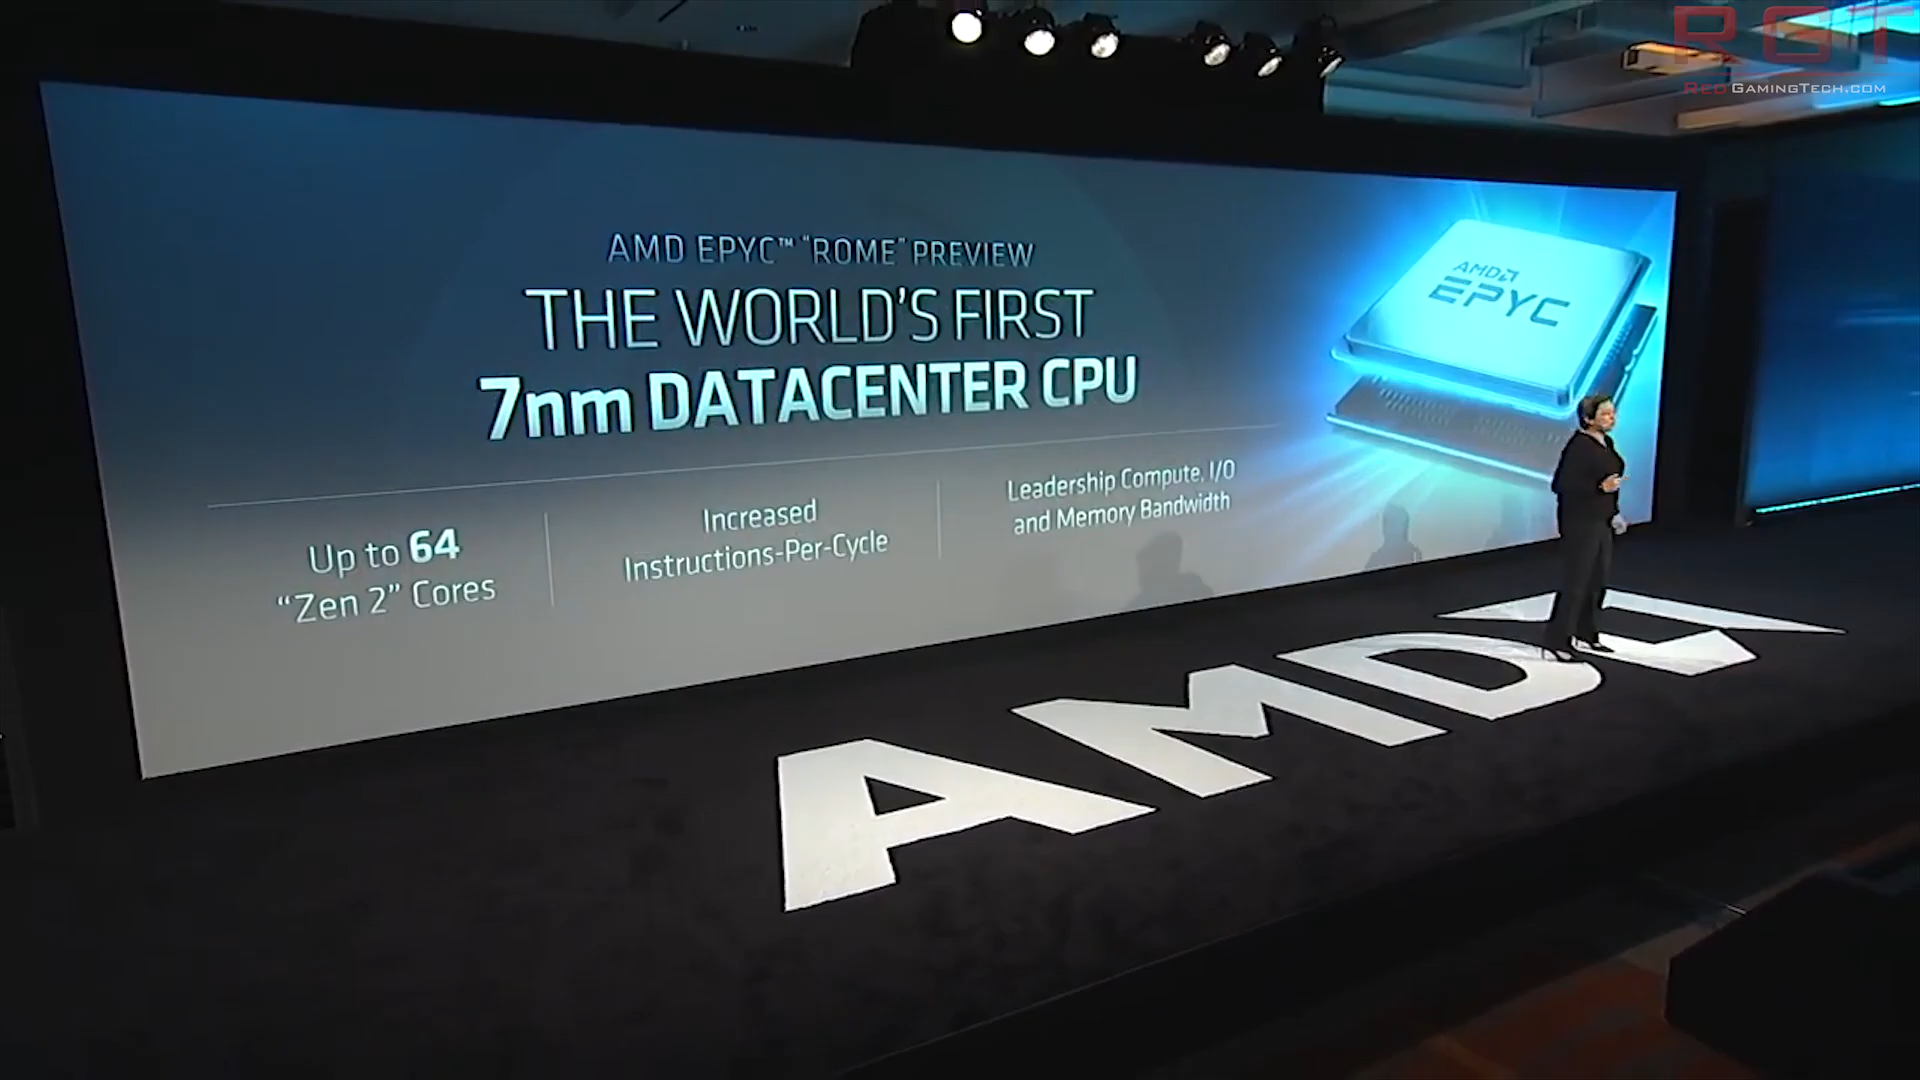 RGT
REDGAMINGTECH.COM
AMD EPYC™ "ROME" PREVIEW
THE WORLD'S FIRST
7nm DATACENTER CPU
AMD
EPYC
Up to 64
"Zen 2" Cores
Increased
Instructions-Per-Cycle
Leadership Compute, I/O
and Memory Bandwidth
AMD